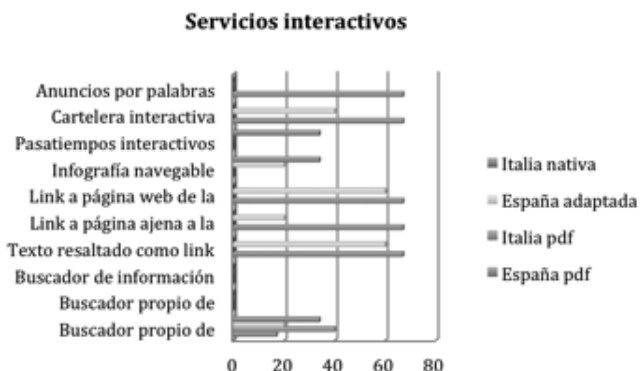 Servicios interactivos
Anuncios por palabras
Cartelera interactiva
Pasatiempos interactivos
Infografía navegable
Link a página web de la
Link a página ajena a la
Texto resaltado como link
Buscador de información
Buscador propio de
Buscador propio de
0 20 40 60 80
Italia nativa
España adaptada
Italia pdf
España pdf